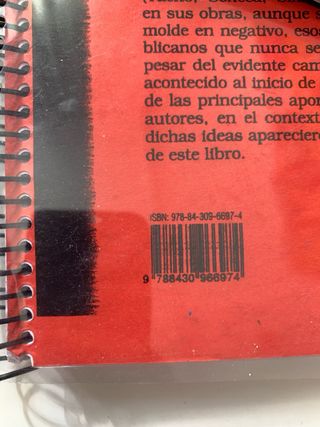 en sus obras, aunque s
molde en negativo, esos
blicanos que nunca se
pesar del evidente cam
acontecido al inicio de
de las principales apor
autores, en el context
dichas ideas apareciero
de este libro.
ISBN: 978-84-309-6697-4
9 788430 966974